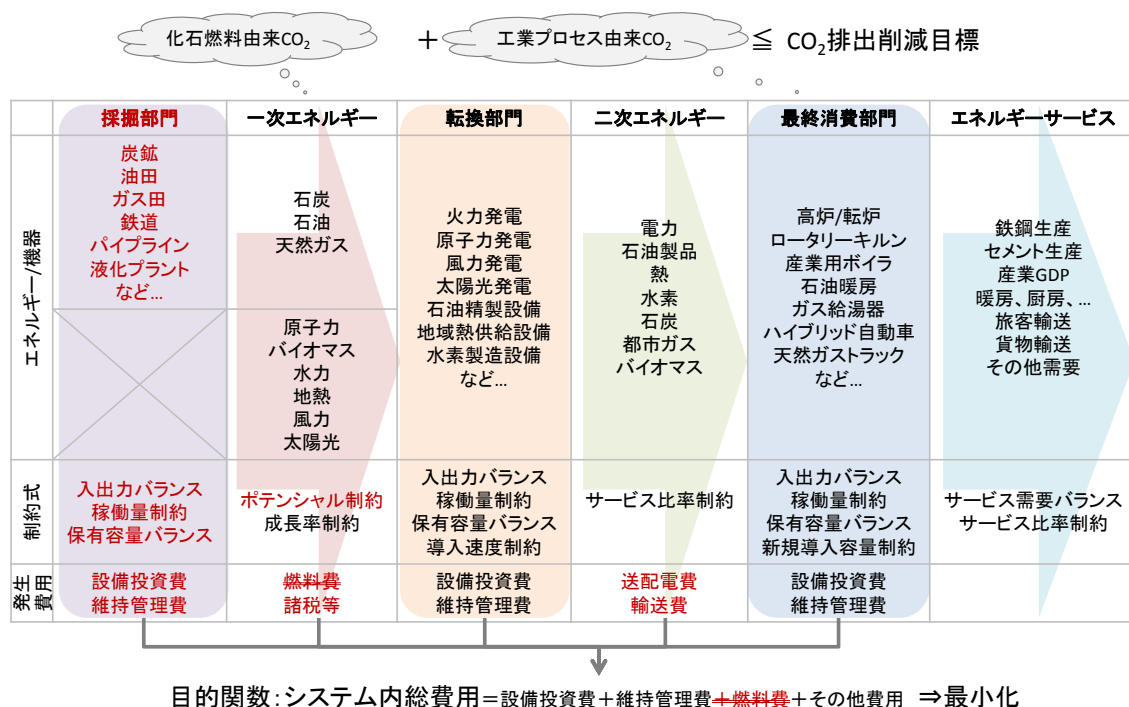 化石燃料由来CO₂
＋
工業プロセス由来CO₂
≦ CO₂排出削減目標
採掘部門
一次エネルギー
転換部門
二次エネルギー
最終消費部門
エネルギーサービス
エネルギー/機器
炭鉱
油田
ガス田
鉄道
パイプライン
液化プラント
など…
石炭
石油
天然ガス
原子力
バイオマス
水力
地熱
風力
太陽光
火力発電
原子力発電
風力発電
太陽光発電
石油精製設備
地域熱供給設備
水素製造設備
など…
電力
石油製品
熱
水素
石炭
都市ガス
バイオマス
高炉/転炉
ロータリーキルン
産業用ボイラ
石油暖房
ガス給湯器
ハイブリッド自動車
天然ガストラック
など…
鉄鋼生産
セメント生産
産業GDP
暖房、厨房、…
旅客輸送
貨物輸送
その他需要
制約式
入出力バランス
稼働量制約
保有容量バランス
ポテンシャル制約
成長率制約
入出力バランス
稼働量制約
保有容量バランス
導入速度制約
サービス比率制約
入出力バランス
稼働量制約
保有容量バランス
新規導入容量制約
サービス需要バランス
サービス比率制約
発生
費用
設備投資費
維持管理費
燃料費
諸税等
設備投資費
維持管理費
送配電費
輸送費
設備投資費
維持管理費
目的関数：システム内総費用＝設備投資費＋維持管理費＋燃料費＋その他費用 ⇒最小化